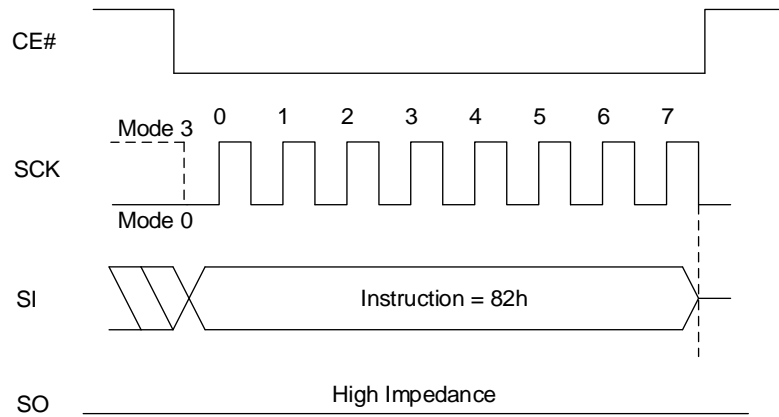 CE#
0 1 2 3 4 5 6 7
Mode 3
SCK
Mode 0
SI
Instruction = 82h
High Impedance
SO